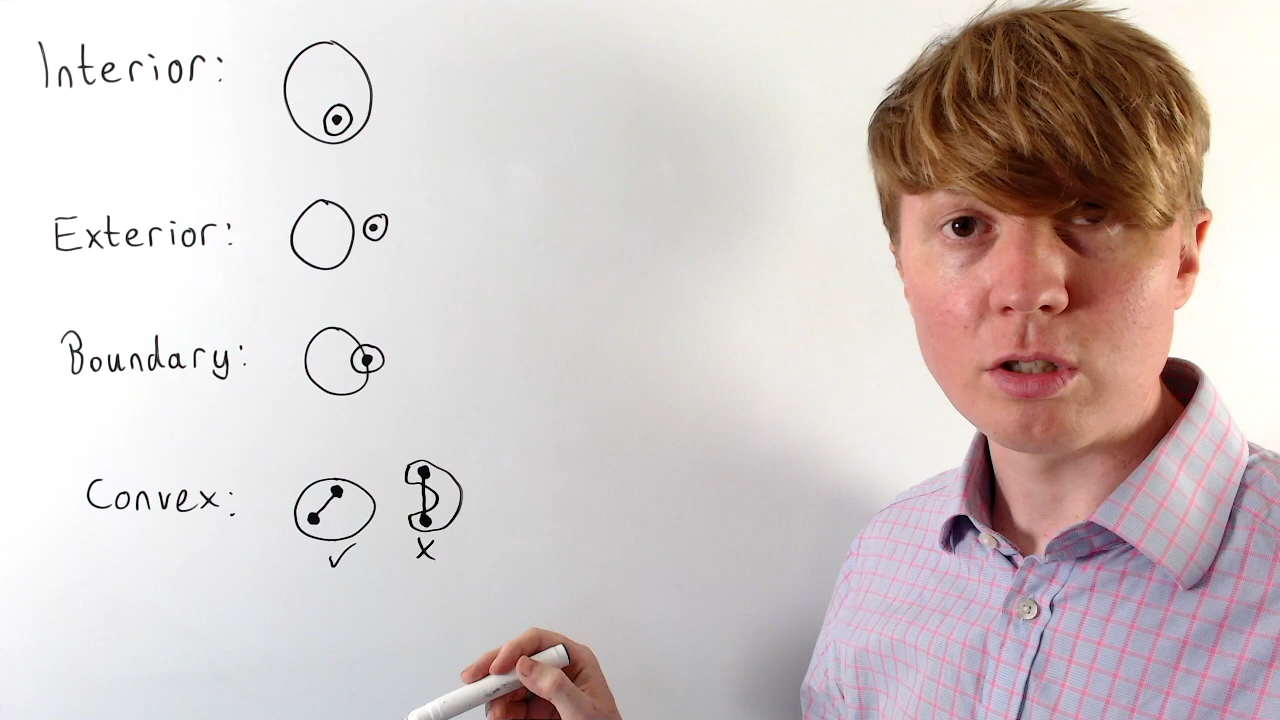 Interior:
Exterior:
Boundary:
Convex:
✓ x